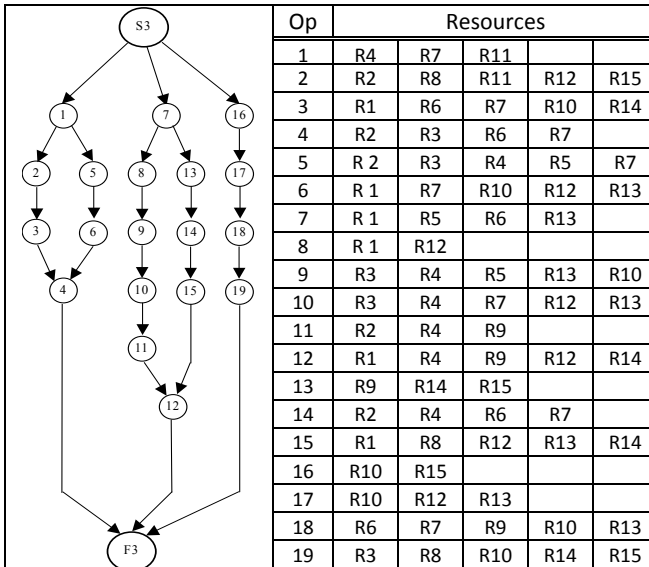 S3
1 7 16
2 5 8 13 17
3 6 9 14 18
4 10 15 19
11
12
F3
Op Resources
1 R4 R7 R11
2 R2 R8 R11 R12 R15
3 R1 R6 R7 R10 R14
4 R2 R3 R6 R7
5 R 2 R3 R4 R5 R7
6 R 1 R7 R10 R12 R13
7 R 1 R5 R6 R13
8 R 1 R12
9 R3 R4 R5 R13 R10
10 R3 R4 R7 R12 R13
11 R2 R4 R9
12 R1 R4 R9 R12 R14
13 R9 R14 R15
14 R2 R4 R6 R7
15 R1 R8 R12 R13 R14
16 R10 R15
17 R10 R12 R13
18 R6 R7 R9 R10 R13
19 R3 R8 R10 R14 R15